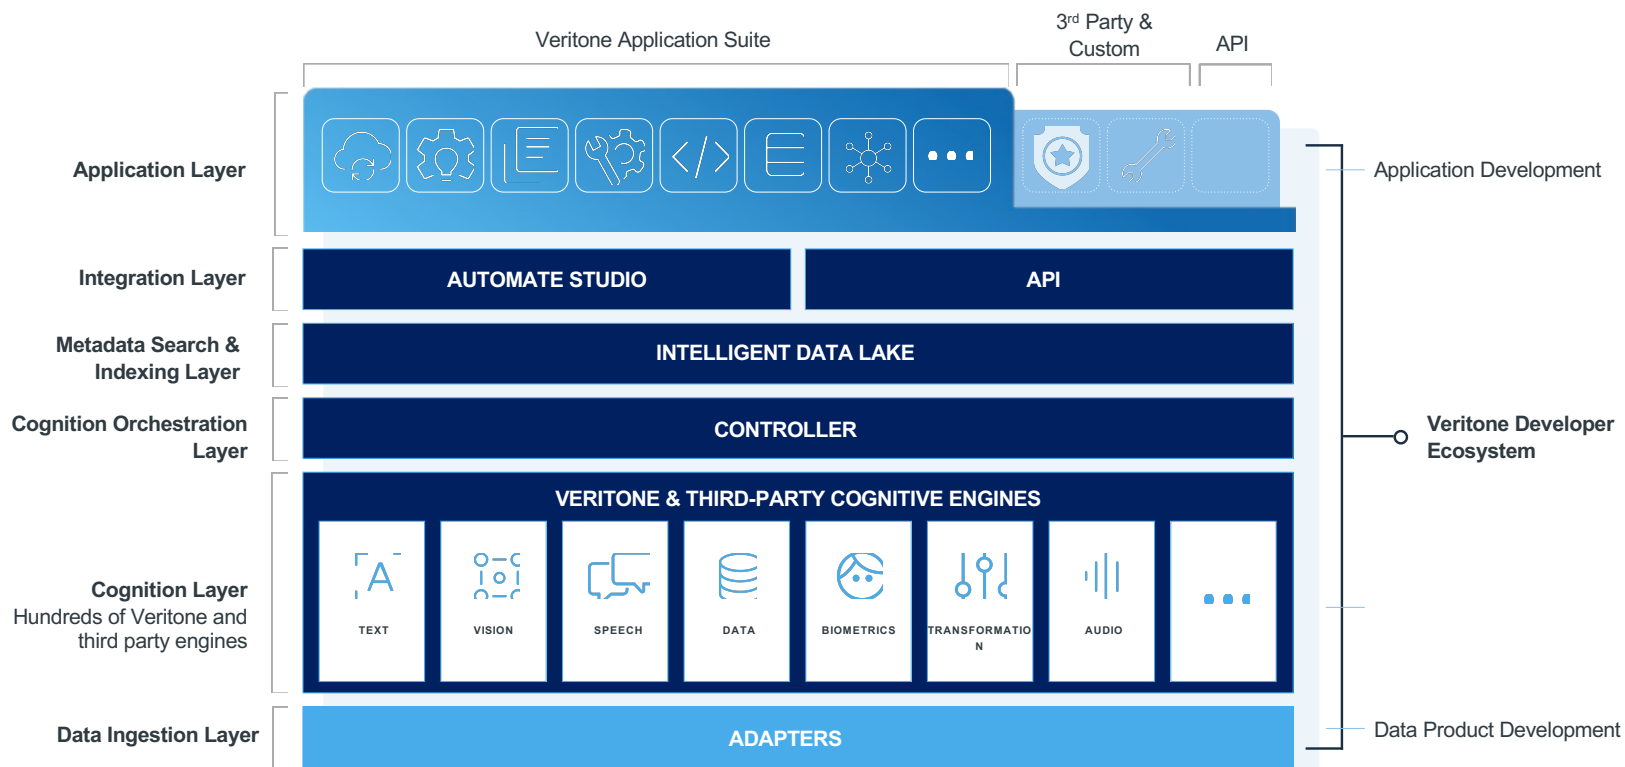 Veritone Application Suite
3rd Party &
Custom
API
Application Layer
Application Development
Integration Layer
AUTOMATE STUDIO
API
Metadata Search &
Indexing Layer
INTELLIGENT DATA LAKE
Cognition Orchestration
Layer
CONTROLLER
Veritone Developer
Ecosystem
VERITONE & THIRD-PARTY COGNITIVE ENGINES
Cognition Layer
Hundreds of Veritone and
third party engines
A
TEXT
VISION
SPEECH
DATA
BIOMETRICS
TRANSFORMATIO
N
AUDIO
Data Ingestion Layer
ADAPTERS
Data Product Development